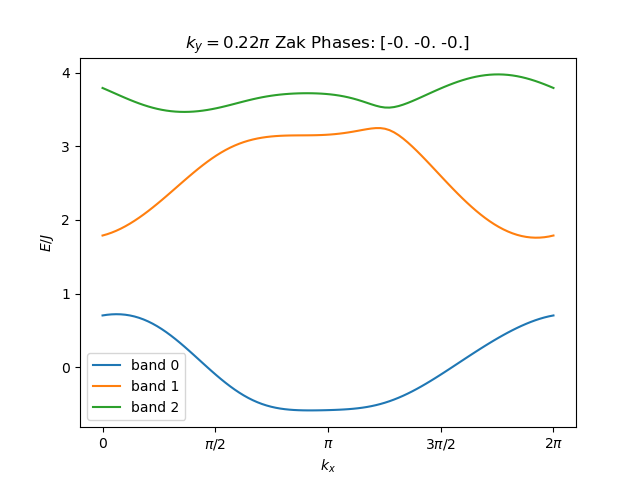 $k_y = 0.22\pi$ Zak Phases: [-0. -0. -0.]
4
3
2
1
0
E/J
band 0
band 1
band 2
0
π/2
π
3π/2
2π
$k_x$